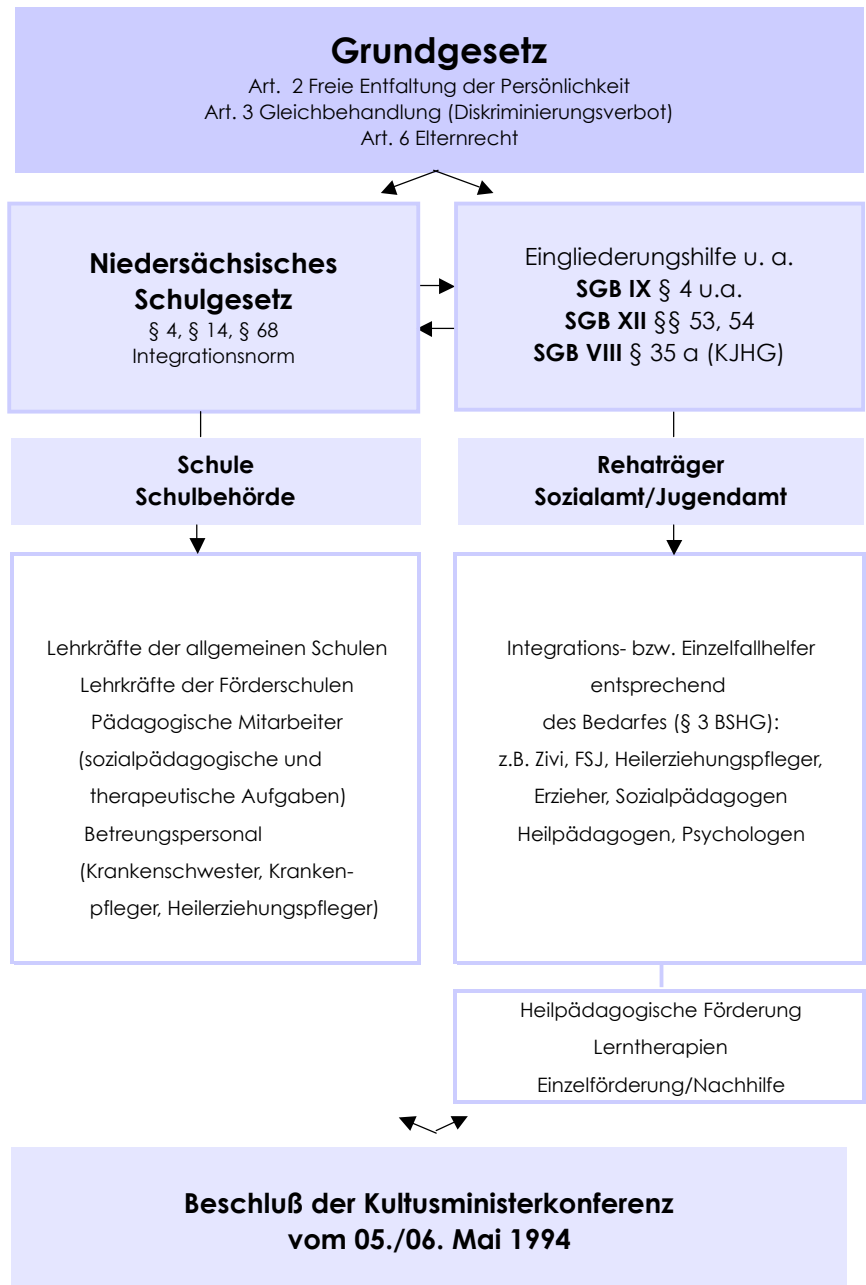 Grundgesetz
Art. 2 Freie Entfaltung der Persönlichkeit
Art. 3 Gleichbehandlung (Diskriminierungsverbot)
Art. 6 Elternrecht
Niedersächsisches
Schulgesetz
§ 4, § 14, § 68
Integrationsnorm
Eingliederungshilfe u. a.
SGB IX § 4 u.a.
SGB XII §§ 53, 54
SGB VIII § 35 a (KJHG)
Schule
Schulbehörde
Rehaträger
Sozialamt/Jugendamt
Lehrkräfte der allgemeinen Schulen
Lehrkräfte der Förderschulen
Pädagogische Mitarbeiter
(sozialpädagogische und
therapeutische Aufgaben)
Betreungspersonal
(Krankenschwester, Kranken-
pfleger, Heilerziehungspfleger)
Integrations- bzw. Einzelfallhelfer
entsprechend
des Bedarfes (§ 3 BSHG):
z.B. Zivi, FSJ, Heilerziehungspfleger,
Erzieher, Sozialpädagogen
Heilpädagogen, Psychologen
Heilpädagogische Förderung
Lerntherapien
Einzelförderung/Nachhilfe
Beschluß der Kultusministerkonferenz
vom 05./06. Mai 1994